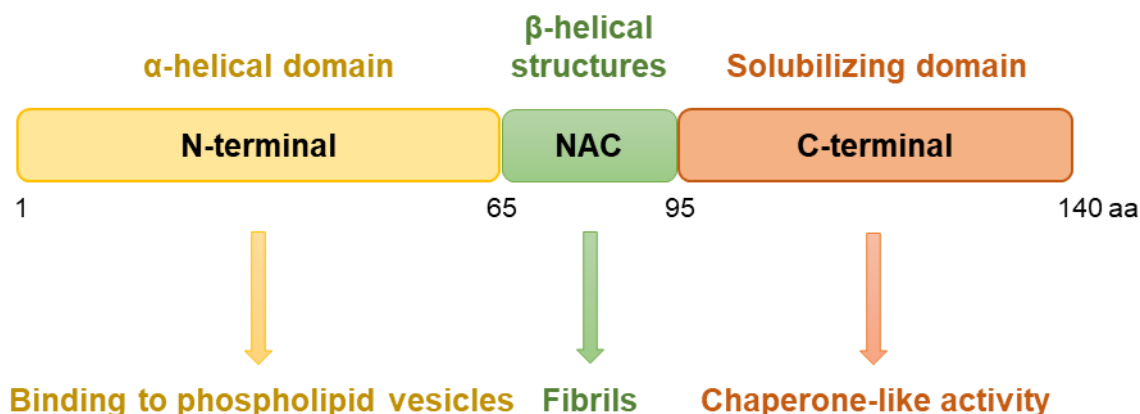 α-helical domain
β-helical
structures
Solubilizing domain
N-terminal
NAC
C-terminal
1
65
95
140 aa
Binding to phospholipid vesicles
Fibrils
Chaperone-like activity